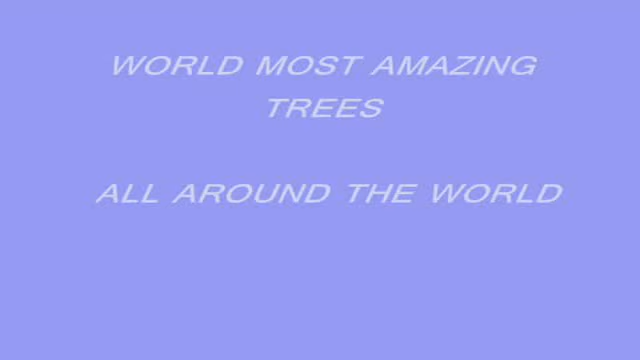 WORLD MOST AMAZING
TREES
ALL AROUND THE WORLD